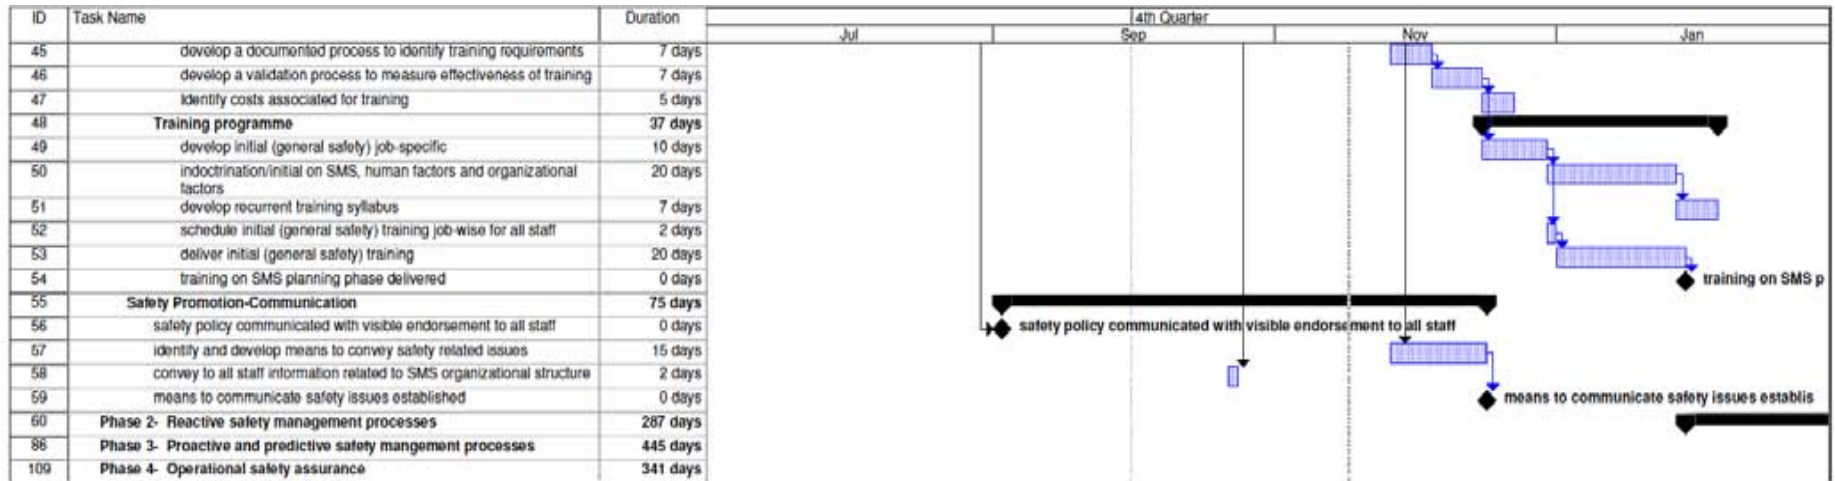 ID Task Name Duration 4th Quarter
Jul Sep Nov Jan
45 develop a documented process to identify training requirements 7 days
46 develop a validation process to measure effectiveness of training 7 days
47 Identify costs associated for training 5 days
48 Training programme 37 days
49 develop initial (general safety) job-specific 10 days
50 indoctrination/initial on SMS, human factors and organizational 20 days
factors
51 develop recurrent training syllabus 7 days
52 schedule initial (general safety) training job-wise for all staff 2 days
53 deliver initial (general safety) training 20 days
54 training on SMS planning phase delivered 0 days training on SMS p
55 Safety Promotion-Communication 75 days
56 safety policy communicated with visible endorsement to all staff 0 days safety policy communicated with visible endorsement to all staff
57 identify and develop means to convey safety related issues 15 days
58 convey to all staff information related to SMS organizational structure 2 days
59 means to communicate safety issues established 0 days means to communicate safety issues establis
60 Phase 2- Reactive safety management processes 287 days
86 Phase 3- Proactive and predictive safety mangement processes 445 days
109 Phase 4- Operational safety assurance 341 days